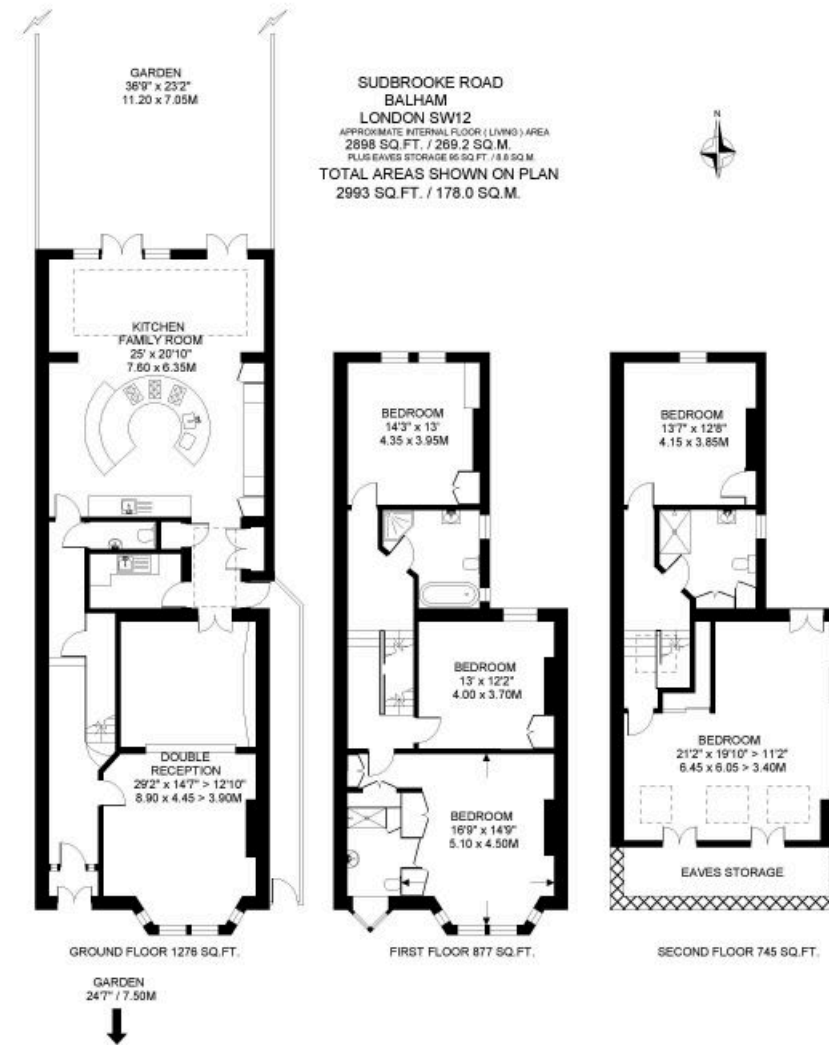 GARDEN
36'9" x 23'2"
11.20 x 7.05M
SUDBROOKE ROAD
BALHAM
LONDON SW12
APPROXIMATE INTERNAL FLOOR ( LIVING ) AREA
2898 SQ.FT. / 269.2 SQ.M.
PLUS EAVES STORAGE 95 SQ.FT. / 8.8 SQ.M.
TOTAL AREAS SHOWN ON PLAN
2993 SQ.FT. / 178.0 SQ.M.
N
KITCHEN
FAMILY ROOM
25' x 20'10"
7.60 x 6.35M
DOUBLE
RECEPTION
29'2" x 14'7" > 12'10"
8.90 x 4.45 > 3.90M
GROUND FLOOR 1276 SQ.FT.
GARDEN
24'7" / 7.50M
BEDROOM
14'3" x 13'
4.35 x 3.95M
BEDROOM
13' x 12'2"
4.00 x 3.70M
BEDROOM
16'9" x 14'9"
5.10 x 4.50M
FIRST FLOOR 877 SQ.FT.
BEDROOM
13'7" x 12'8"
4.15 x 3.85M
BEDROOM
21'2" x 19'10" > 11'2"
6.45 x 6.05 > 3.40M
EAVES STORAGE
SECOND FLOOR 745 SQ.FT.